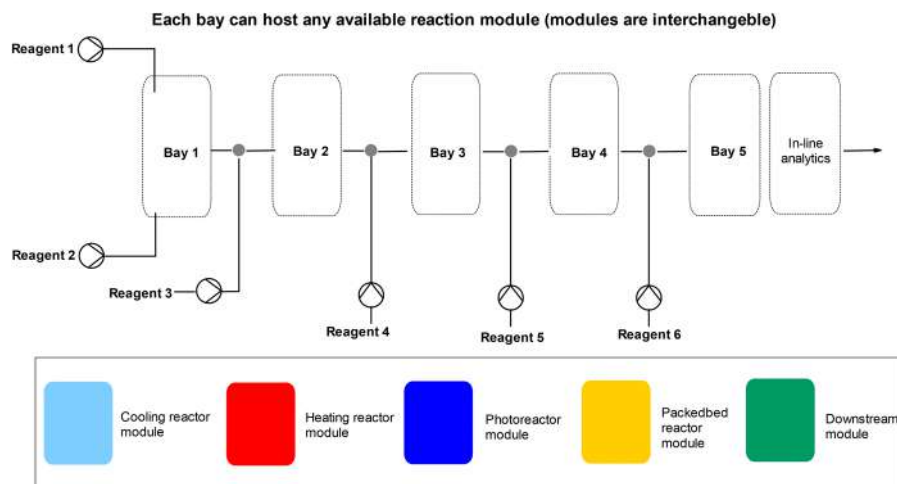 Each bay can host any available reaction module (modules are interchangeble)
Reagent 1
Bay 1
Bay 2
Bay 3
Bay 4
Bay 5
In-line
analytics
Reagent 2
Reagent 3
Reagent 4
Reagent 5
Reagent 6
Cooling reactor
module
Heating reactor
module
Photoreactor
module
Packedbed
reactor
module
Downstream
module